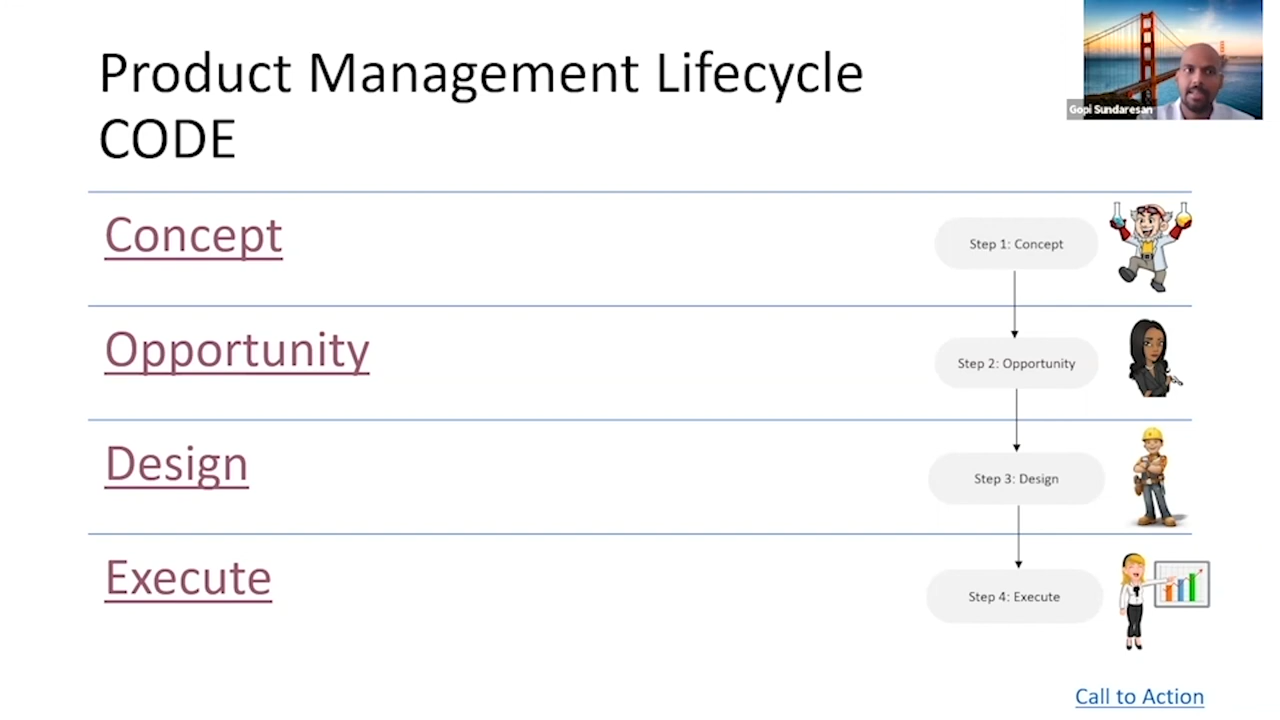 Product Management Lifecycle
CODE
Gopi Sundaresan
Concept
Step 1: Concept
Opportunity
Step 2: Opportunity
Design
Step 3: Design
Execute
Step 4: Execute
Call to Action